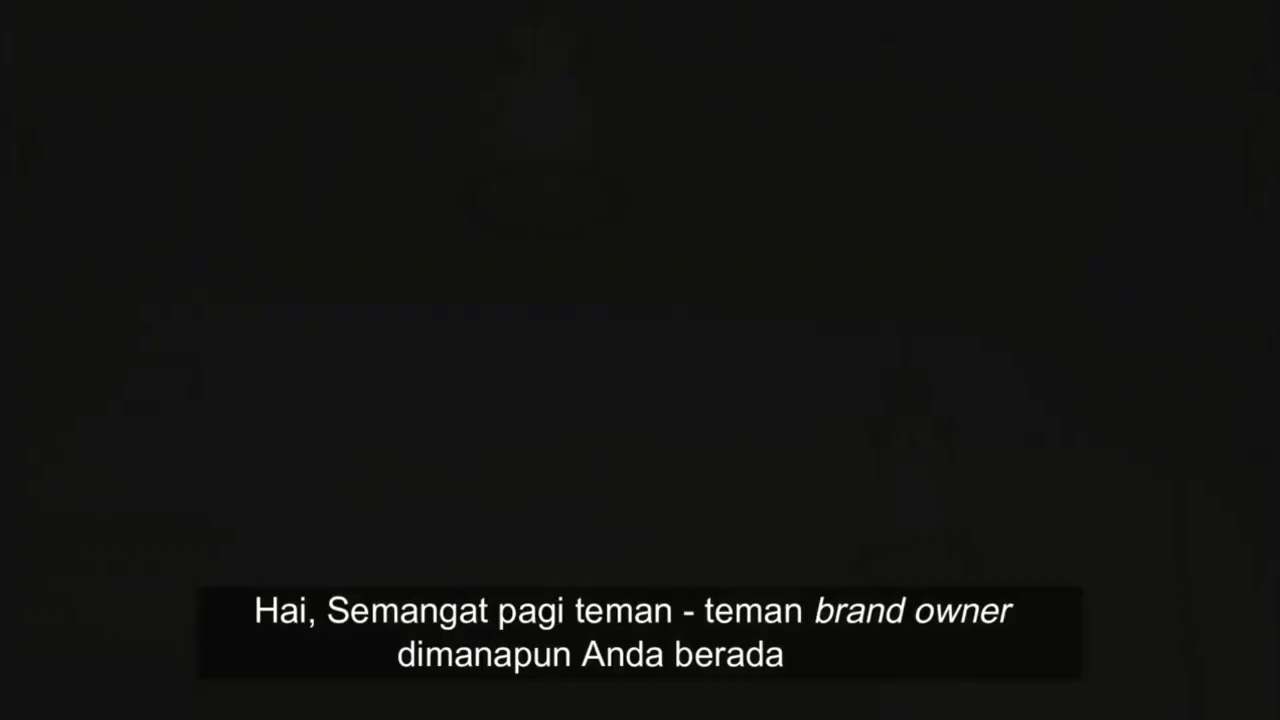 Hai, Semangat pagi teman - teman brand owner
dimanapun Anda berada